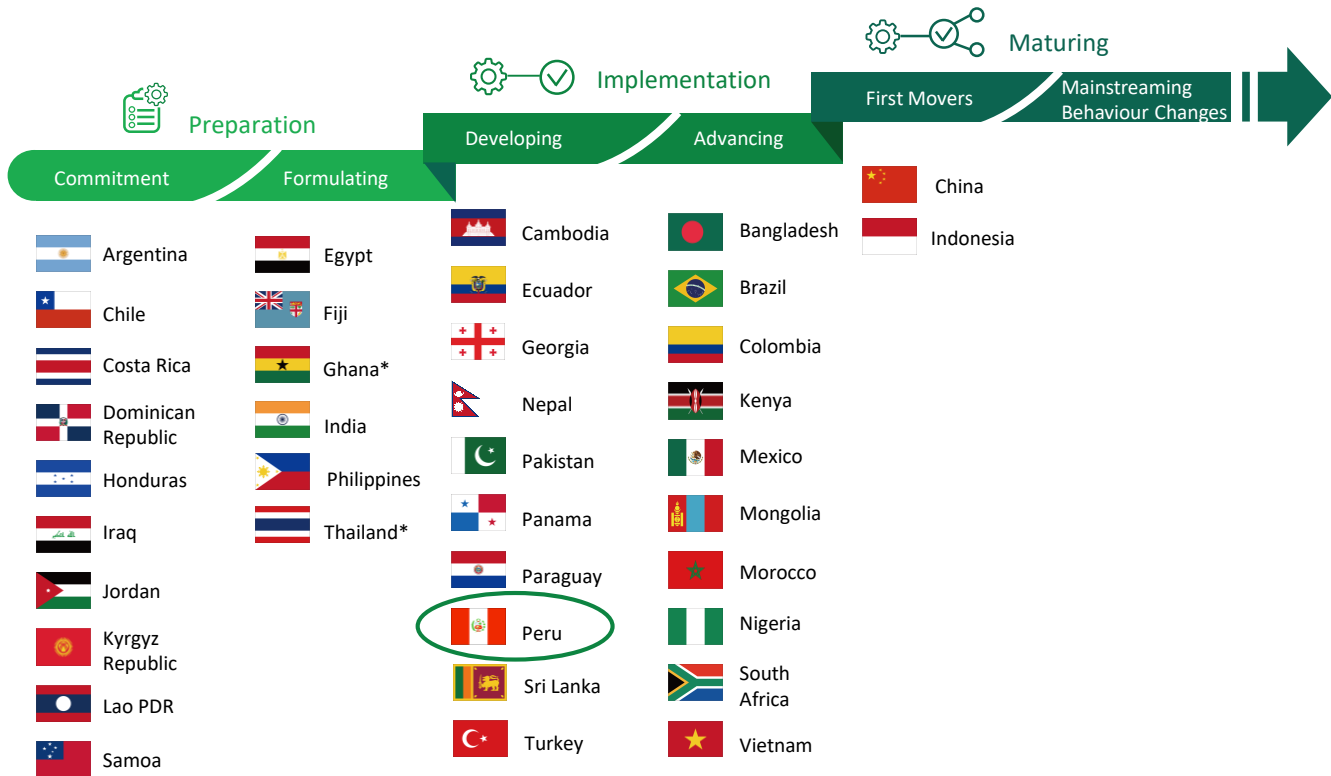 Preparation
Commitment
Formulating
Implementation
Developing
Advancing
Maturing
First Movers
Mainstreaming
Behaviour Changes
Argentina
Chile
Costa Rica
Dominican
Republic
Honduras
Iraq
Jordan
Kyrgyz
Republic
Lao PDR
Samoa
Egypt
Fiji
Ghana*
India
Philippines
Thailand*
Cambodia
Ecuador
Georgia
Nepal
Pakistan
Panama
Paraguay
Peru
Sri Lanka
Turkey
Bangladesh
Brazil
Colombia
Kenya
Mexico
Mongolia
Morocco
Nigeria
South
Africa
Vietnam
China
Indonesia